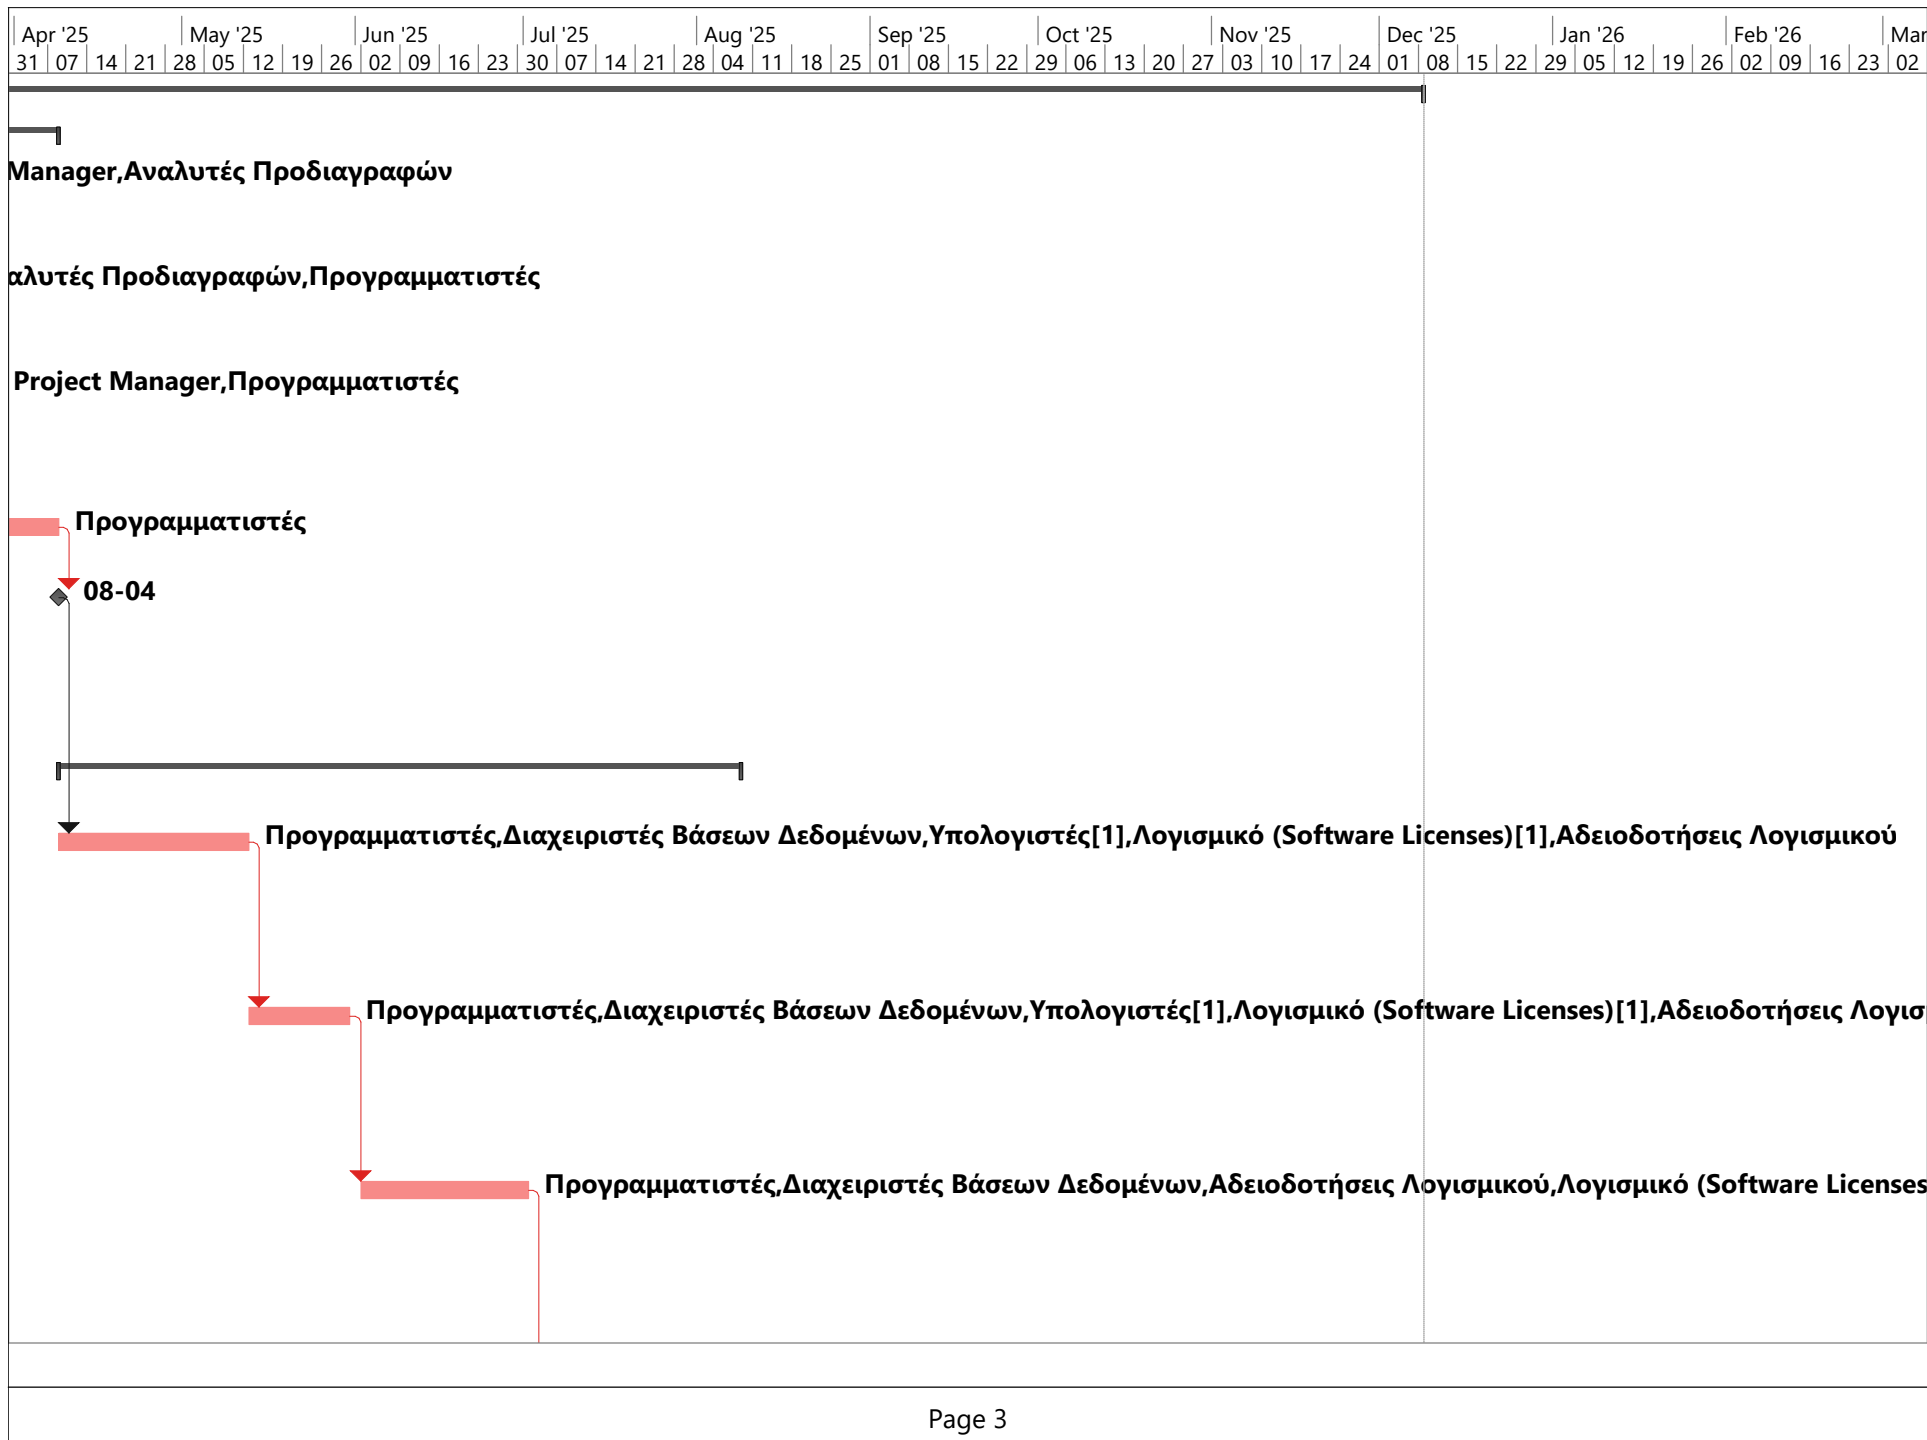 Apr '25 May '25 Jun '25 Jul '25 Aug '25 Sep '25 Oct '25 Nov '25 Dec '25 Jan '26 Feb '26 Mar
31 07 14 21 28 05 12 19 26 02 09 16 23 30 07 14 21 28 04 11 18 25 01 08 15 22 29 06 13 20 27 03 10 17 24 01 08 15 22 29 05 12 19 26 02 09 16 23 02
Manager,Αναλυτές Προδιαγραφών
αλυτές Προδιαγραφών,Προγραμματιστές
Project Manager,Προγραμματιστές
Προγραμματιστές
08-04
Προγραμματιστές,Διαχειριστές Βάσεων Δεδομένων,Υπολογιστές[1],Λογισμικό (Software Licenses)[1],Αδειοδοτήσεις Λογισμικού
Προγραμματιστές,Διαχειριστές Βάσεων Δεδομένων,Υπολογιστές[1],Λογισμικό (Software Licenses)[1],Αδειοδοτήσεις Λογισ
Προγραμματιστές,Διαχειριστές Βάσεων Δεδομένων,Αδειοδοτήσεις Λογισμικού,Λογισμικό (Software Licenses
Page 3